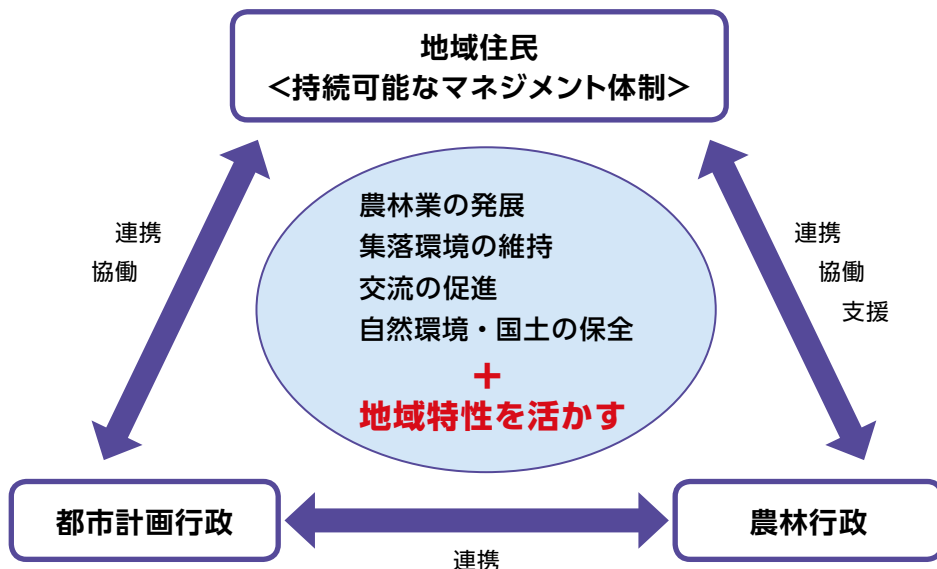 地域住民
<持続可能なマネジメント体制>
農林業の発展
集落環境の維持
交流の促進
自然環境・国土の保全
+
地域特性を活かす
連携
協働
連携
協働
支援
都市計画行政
農林行政
連携